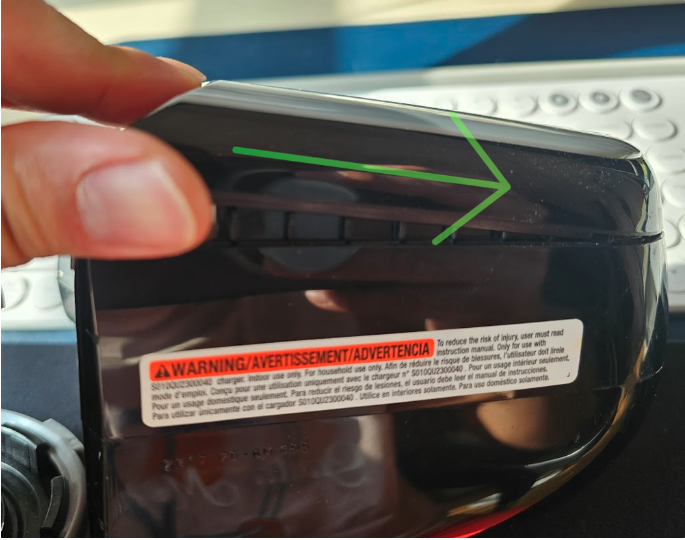 WARNING/AVERTISSEMENT/ADVERTENCIA To reduce the risk of injury, user must read
instruction manual. Only for use with
S010QU2300040 charger. Indoor use only. For household use only. Afin de réduire le risque de blessures, l'utilisateur doit lire le
mode d'emploi. Conçu pour une utilisation uniquement avec le chargeur n° S010QU2300040. Pour un usage intérieur seulement.
Pour un usage domestique seulement. Para reducir el riesgo de lesiones, el usuario debe leer el manual de instrucciones.
Para utilizar únicamente con el cargador S010QU2300040. Utilice en interiores solamente. Para uso doméstico solamente.